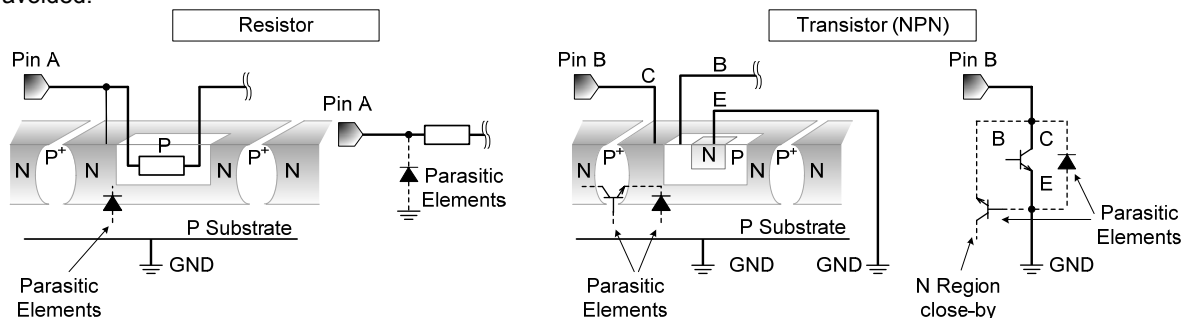 avoided.
Resistor
Transistor (NPN)
Pin A
Pin A
N
P+
N
P
N
P+
N
Parasitic
Elements
P Substrate
GND
Parasitic
Elements
Pin B
C
B
E
N
P+
N
N
P
P+
N
P Substrate
GND
GND
Parasitic
Elements
Pin B
B
C
E
Parasitic
Elements
GND
N Region
close-by